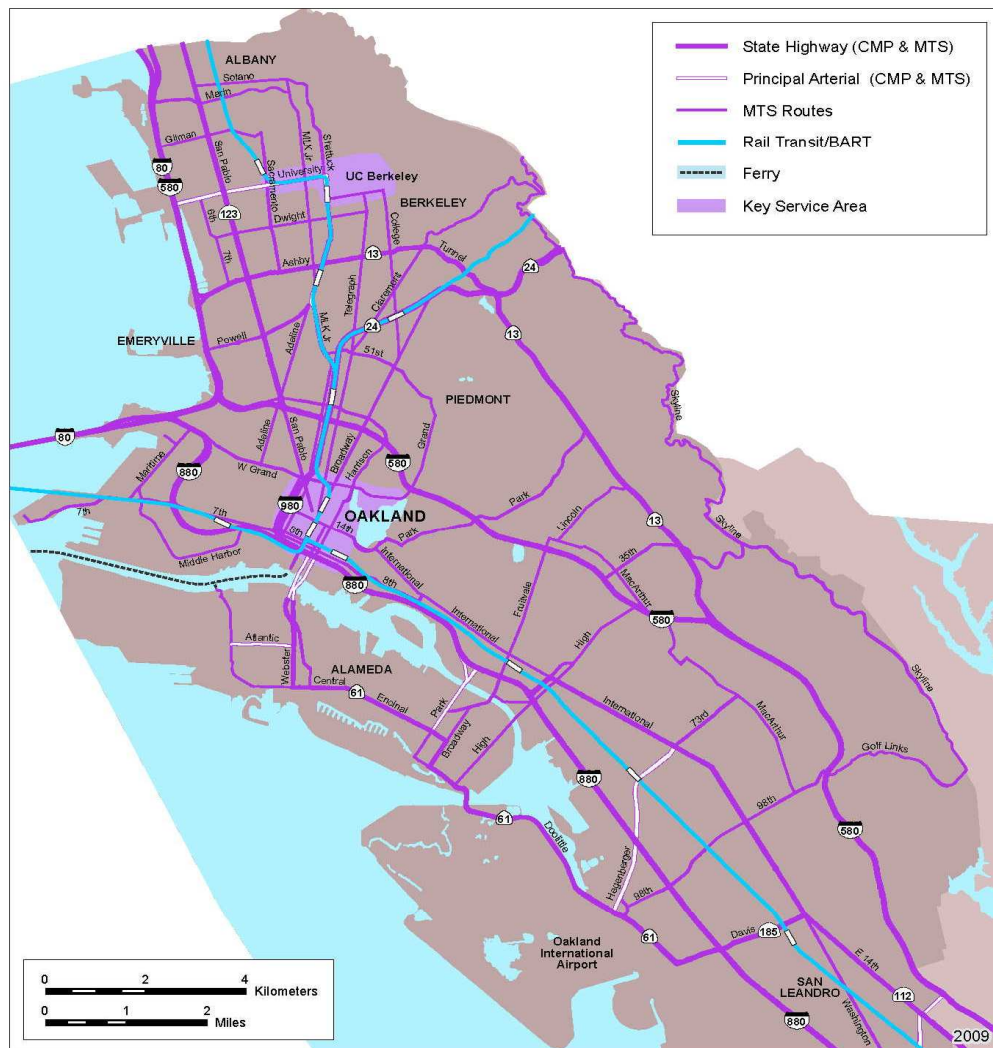 State Highway (CMP & MTS)
Principal Arterial (CMP & MTS)
MTS Routes
Rail Transit/BART
Ferry
Key Service Area
ALBANY
Solano
Marin
Gilman
San Pablo
MLK Jr
Shattuck
80
580
Sacramento
University
UC Berkeley
123
6th
Dwight
BERKELEY
College
7th
Ashby
13
Tunnel
24
Telegraph
Claremont
EMERYVILLE
Powell
Adeline
MLK Jr
24
51st
13
PIEDMONT
Skyline
80
Adeline
San Pablo
Broadway
Harrison
Grand
580
Maritime
880
W Grand
980
Park
Lincoln
13
Skyline
7th
7th
5th
14th
OAKLAND
Park
Middle Harbor
880
8th
International
International
Fruitvale
35th
MacArthur
580
High
Atlantic
Webster
ALAMEDA
Central
61
Encinal
Park
Broadway
High
International
73rd
MacArthur
Skyline
Golf Links
880
98th
580
61
Doolittle
Hegenberger
98th
61
Davis
185
Oakland
International
Airport
E 14th
SAN
LEANDRO
112
Washington
880
0 2 4
Kilometers
0 1 2
Miles
2009